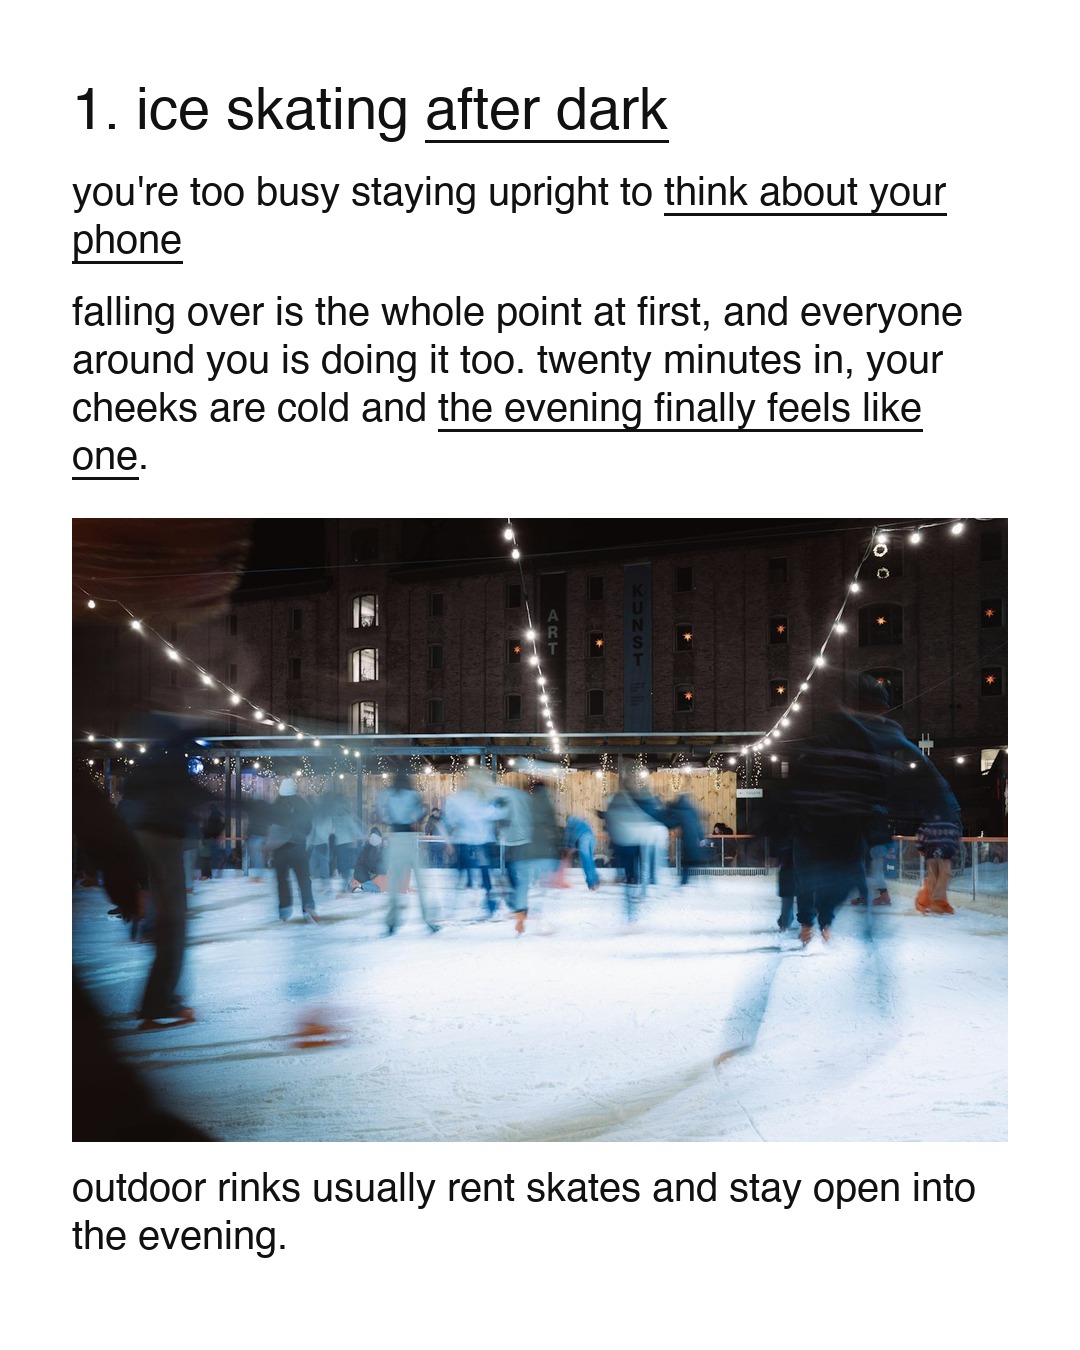 1. ice skating after dark
you're too busy staying upright to think about your
phone
falling over is the whole point at first, and everyone
around you is doing it too. twenty minutes in, your
cheeks are cold and the evening finally feels like
one.
ART
KUNST
outdoor rinks usually rent skates and stay open into
the evening.